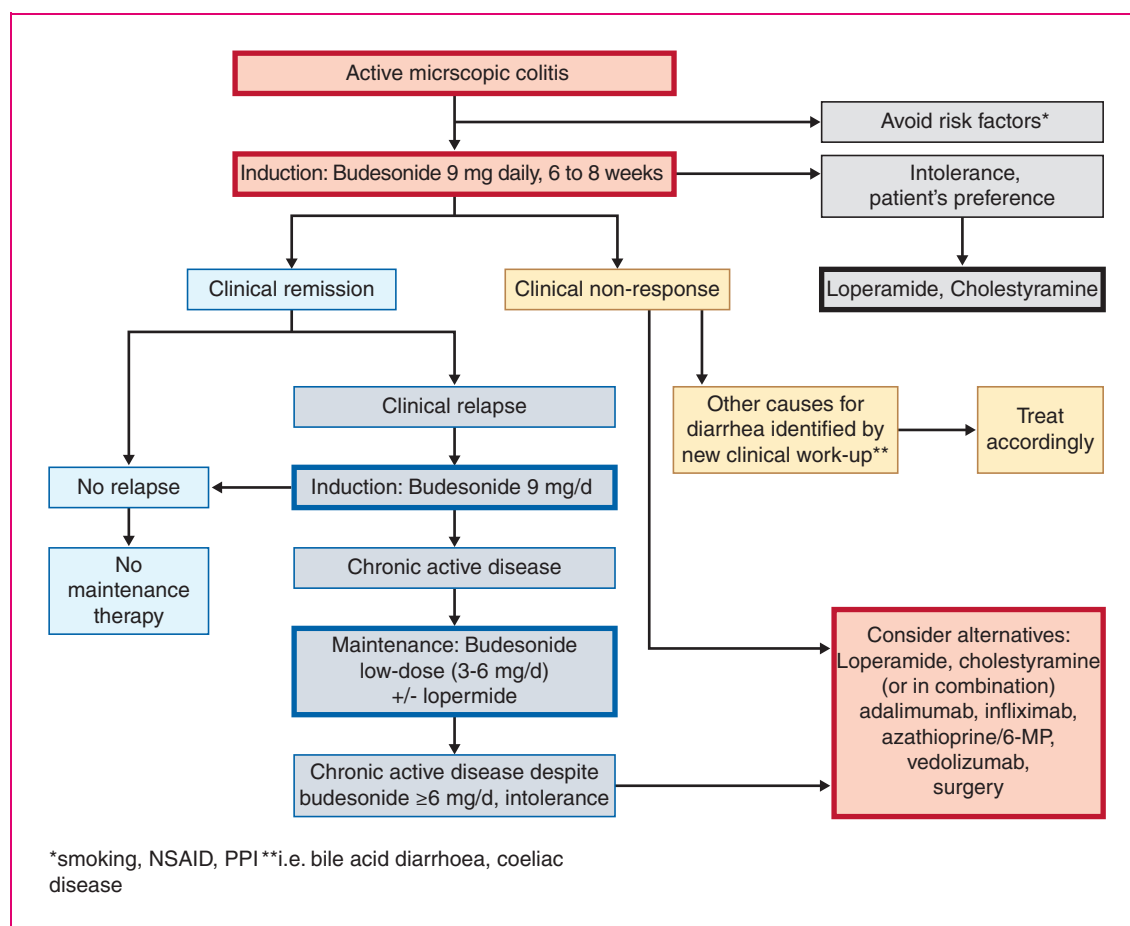 Active micrscopic colitis
Avoid risk factors*
Induction: Budesonide 9 mg daily, 6 to 8 weeks
Intolerance,
patient's preference
Clinical remission
Clinical non-response
Loperamide, Cholestyramine
Clinical relapse
Other causes for
diarrhea identified by
new clinical work-up**
Treat
accordingly
No relapse
Induction: Budesonide 9 mg/d
No
maintenance
therapy
Chronic active disease
Maintenance: Budesonide
low-dose (3-6 mg/d)
+/- lopermide
Consider alternatives:
Loperamide, cholestyramine
(or in combination)
adalimumab, infliximab,
azathioprine/6-MP,
vedolizumab,
surgery
Chronic active disease despite
budesonide ≥6 mg/d, intolerance
*smoking, NSAID, PPI **i.e. bile acid diarrhoea, coeliac
disease